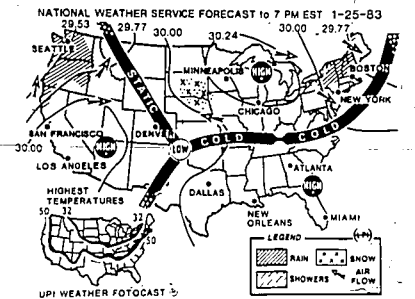 NATIONAL WEATHER SERVICE FORECAST to 7 PM EST 1-25-83
29.53 29.77 30.00 30.24 30.00 29.77
SEATTLE
BOSTON
MINNEAPOLIS
HIGH
STATIC
NEW YORK
CHICAGO
SAN FRANCISCO
DENVER
COLD
COLD
30.00
HIGH
LOW
LOS ANGELES
ATLANTA
HIGH
DALLAS
HIGHEST
TEMPERATURES
NEW
ORLEANS
MIAMI
50 32
32
50
LEGEND
RAIN
SNOW
SHOWERS
AIR
FLOW
UPI WEATHER FOTOCAST